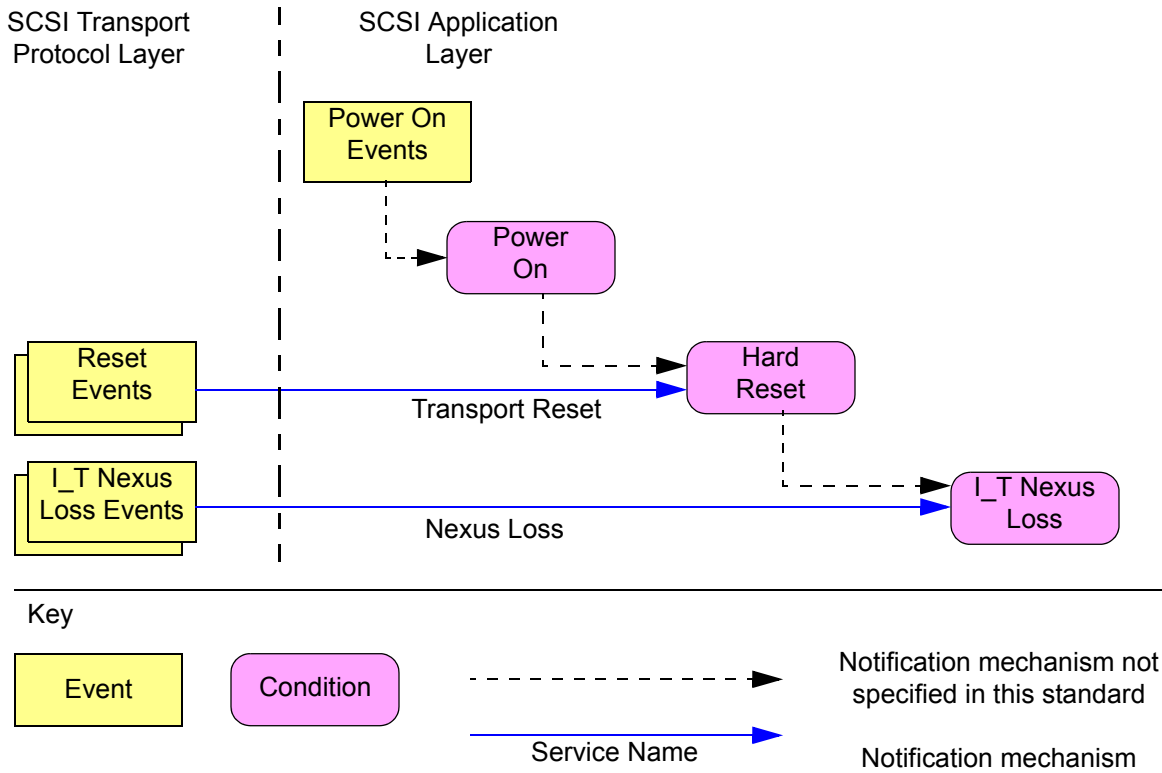 SCSI Transport
Protocol Layer
SCSI Application
Layer
Power On
Events
Power
On
Reset
Events
Transport Reset
Hard
Reset
I_T Nexus
Loss Events
Nexus Loss
I_T Nexus
Loss
Key
Event
Condition
Notification mechanism not
specified in this standard
Service Name
Notification mechanism